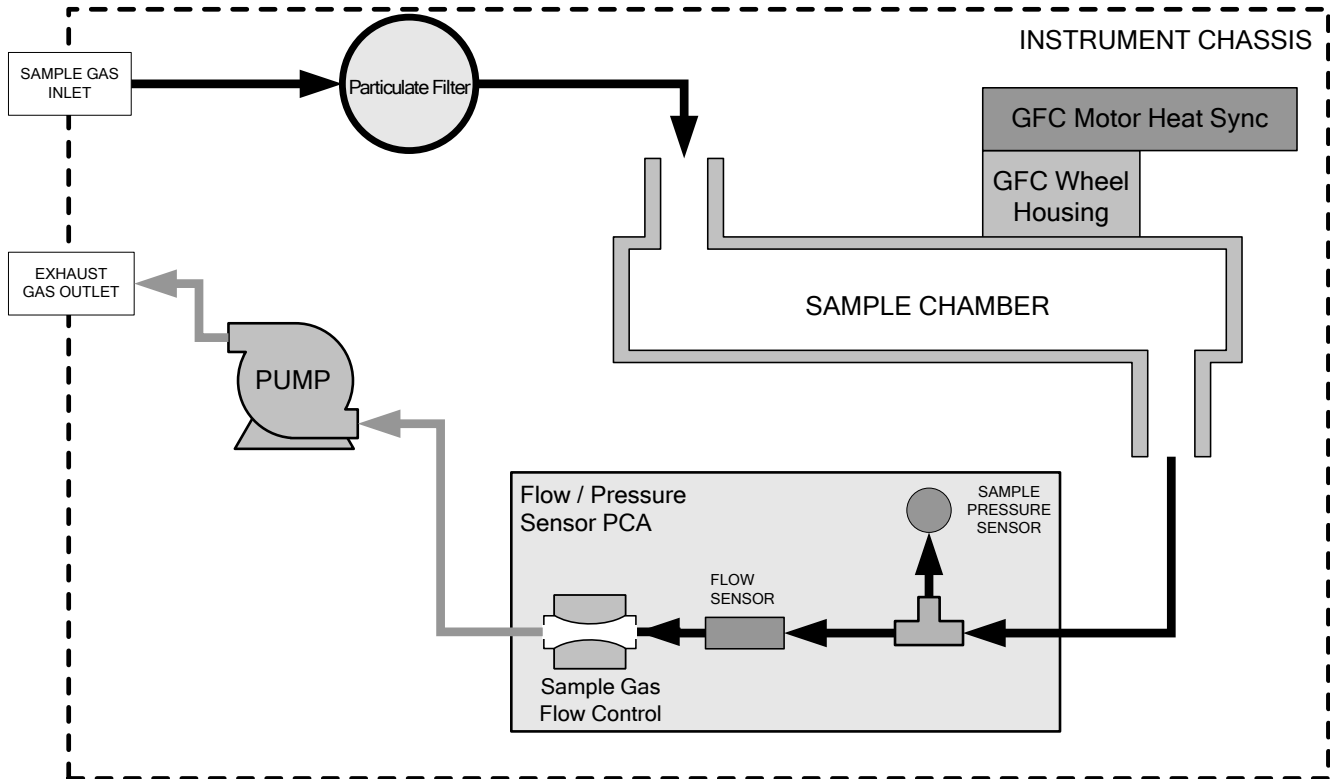 INSTRUMENT CHASSIS
SAMPLE GAS
INLET
Particulate Filter
GFC Motor Heat Sync
GFC Wheel
Housing
EXHAUST
GAS OUTLET
SAMPLE CHAMBER
PUMP
Flow / Pressure
Sensor PCA
SAMPLE
PRESSURE
SENSOR
FLOW
SENSOR
Sample Gas
Flow Control